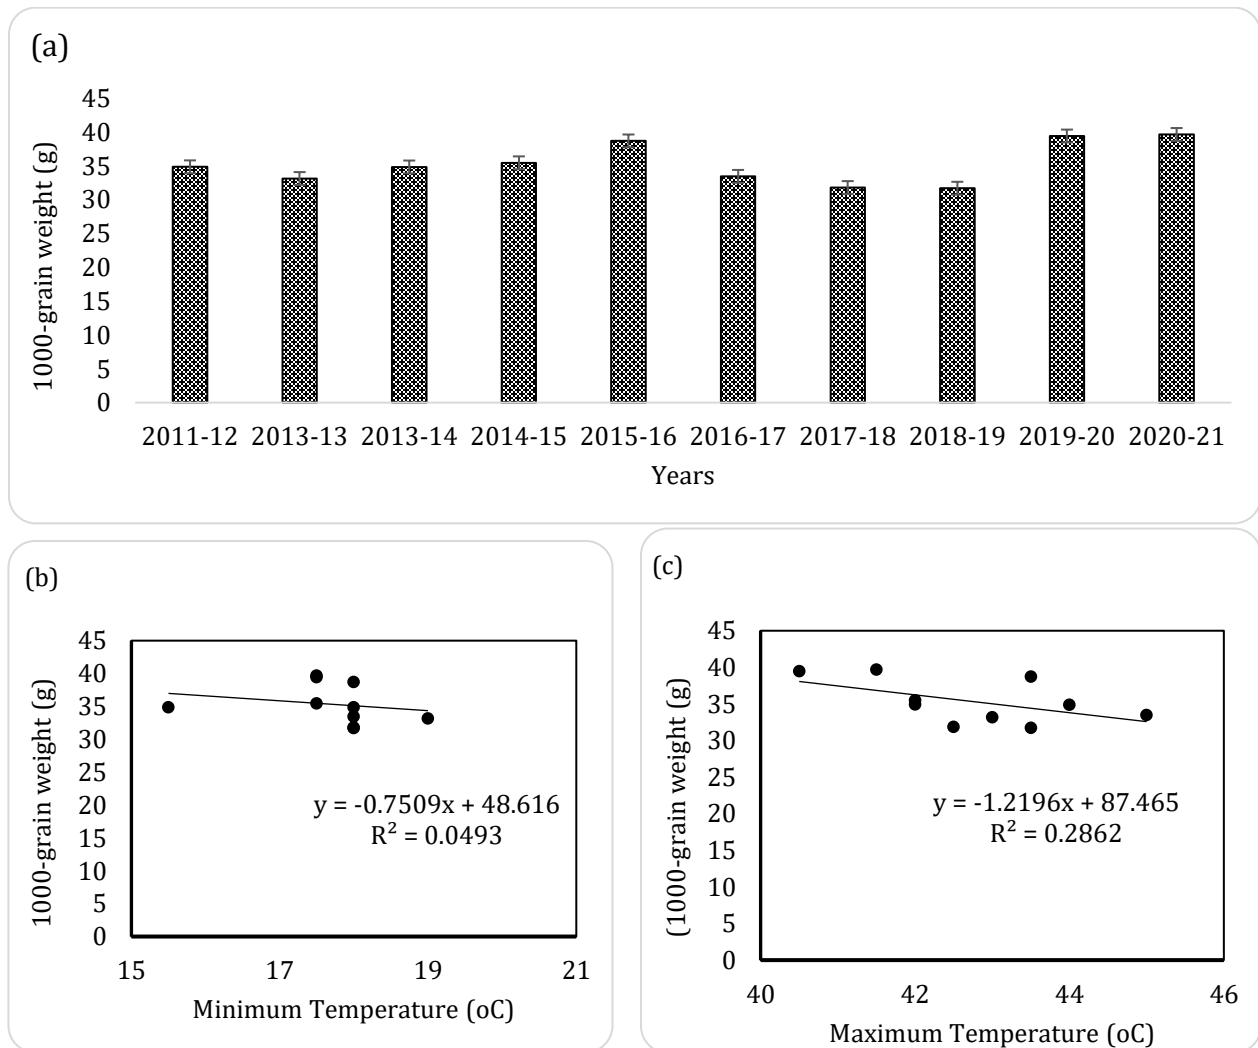 (a)
1000-grain weight (g)
45
40
35
30
25
20
15
10
5
0
2011-12 2013-13 2013-14 2014-15 2015-16 2016-17 2017-18 2018-19 2019-20 2020-21
Years
(b)
1000-grain weight (g)
45
40
35
30
25
20
15
10
5
0
y = -0.7509x + 48.616
R² = 0.0493
15 17 19 21
Minimum Temperature (oC)
(c)
(1000-grain weight (g)
45
40
35
30
25
20
15
10
5
0
y = -1.2196x + 87.465
R² = 0.2862
40 42 44 46
Maximum Temperature (oC)